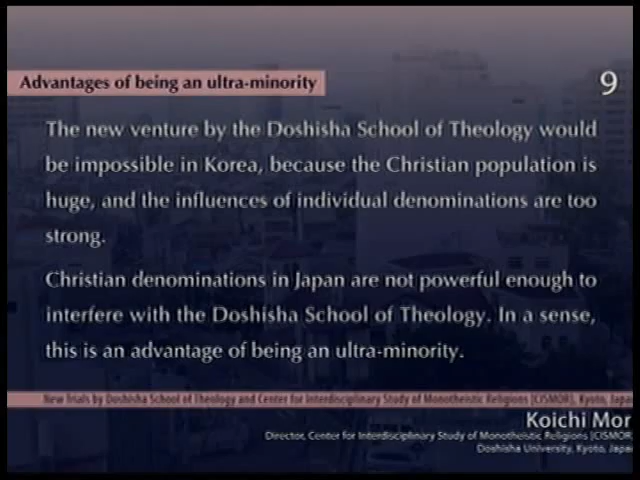 Advantages of being an ultra-minority
9
The new venture by the Doshisha School of Theology would
be impossible in Korea, because the Christian population is
huge, and the influences of individual denominations are too
strong.
Christian denominations in Japan are not powerful enough to
interfere with the Doshisha School of Theology. In a sense,
this is an advantage of being an ultra-minority.
New Trials by Doshisha School of Theology and Center for Interdisciplinary Study of Monotheistic Religions [CISMOR], Kyoto, Japa
Koichi Mor
Director, Center for Interdisciplinary Study of Monotheistic Religions [CISMOR
Doshisha University, Kyoto, Japa